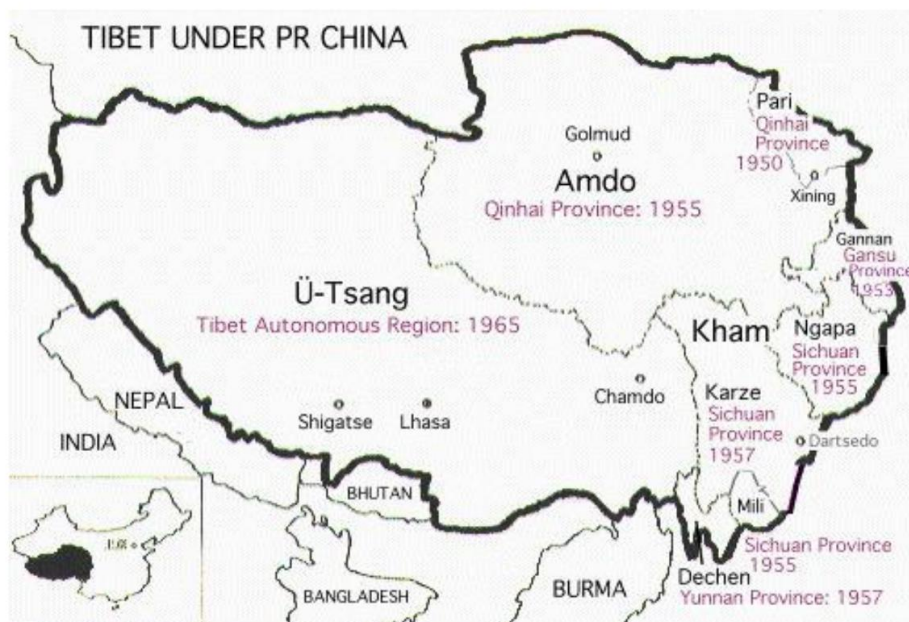 TIBET UNDER PR CHINA
Pari
Qinhai
Province
1950
Golmud
Amdo
Qinhai Province: 1955
Xining
Gannan
Gansu
Province
1953
Ü-Tsang
Tibet Autonomous Region: 1965
Kham
Ngapa
Sichuan
Province
1955
Chamdo
Karze
Sichuan
Province
1957
Shigatse
Lhasa
NEPAL
INDIA
Dartsedo
BHUTAN
Mili
Sichuan Province
1955
Dechen
Yunnan Province: 1957
BURMA
BANGLADESH